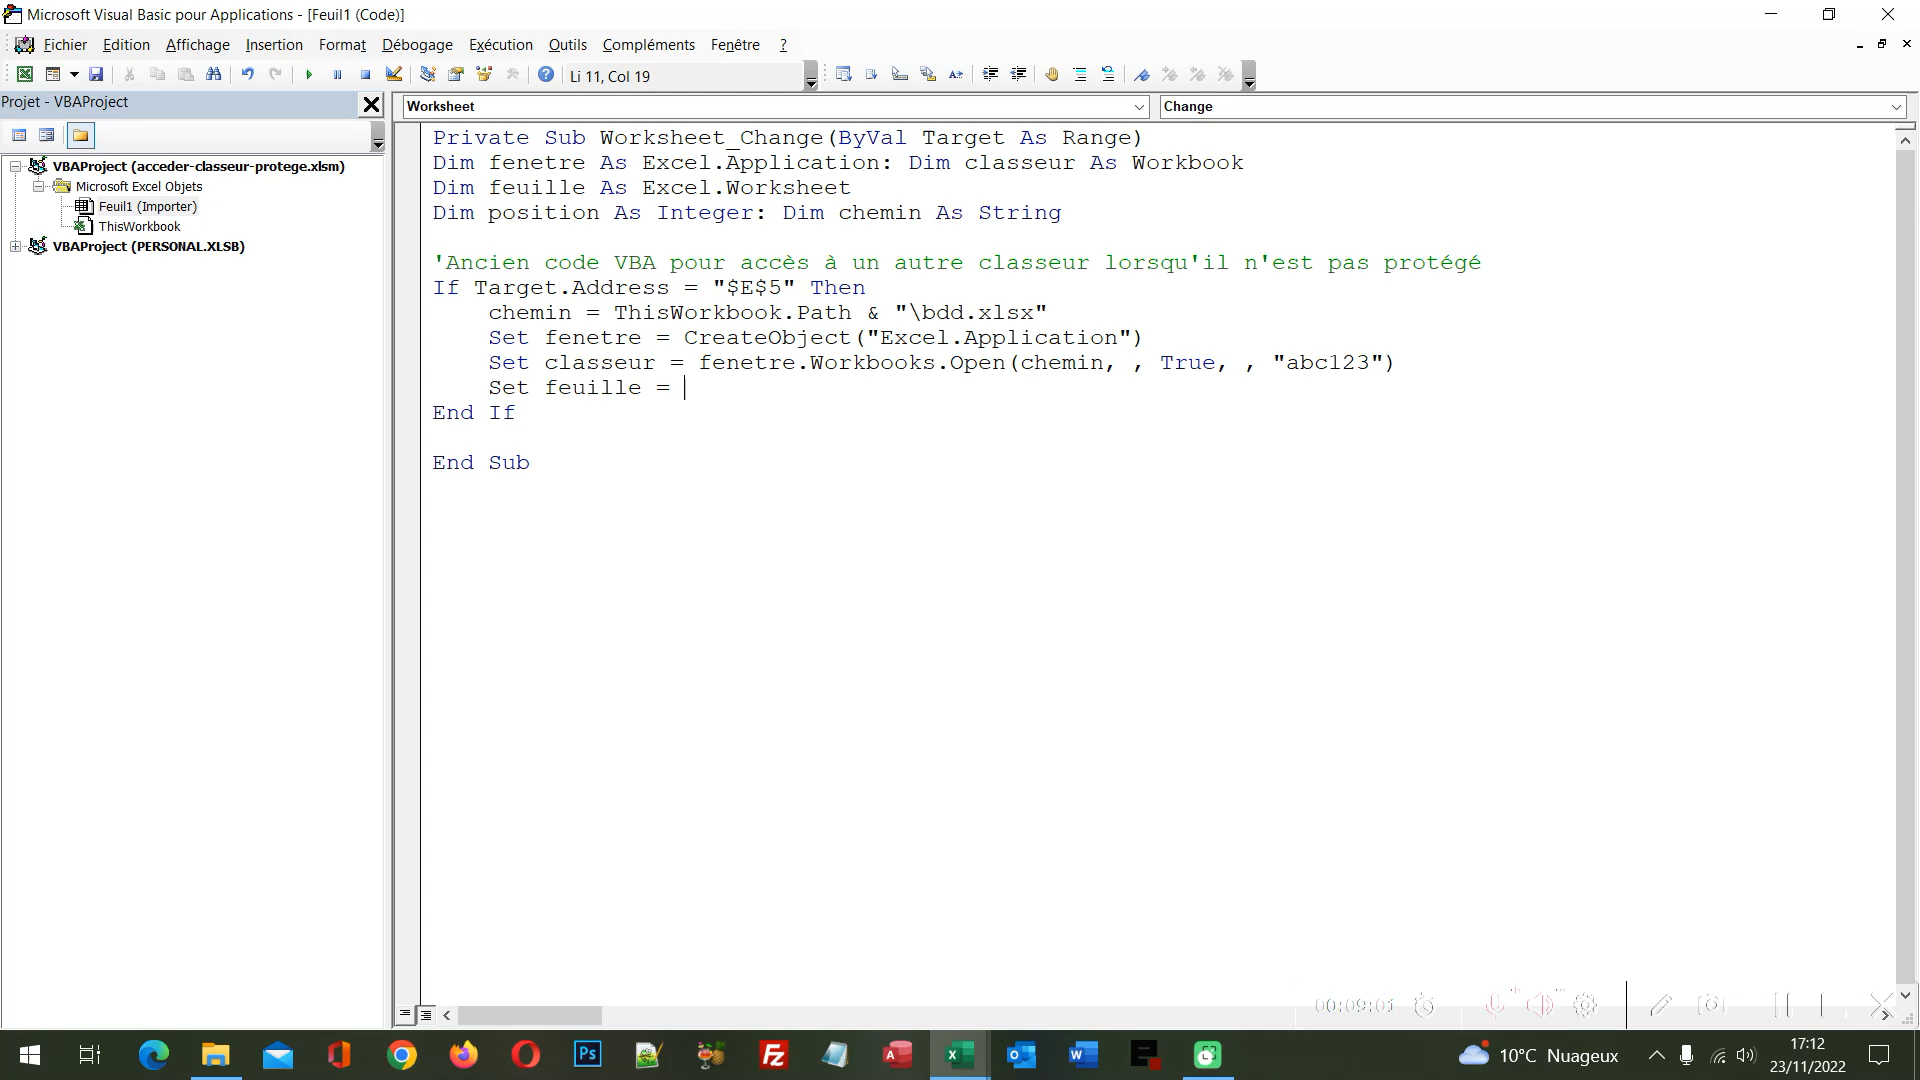 Microsoft Visual Basic pour Applications - [Feuil1 (Code)]
Fichier Edition Affichage Insertion Format Débogage Exécution Outils Compléments Fenêtre ?
Li 11, Col 19
Projet - VBAProject
Worksheet
Change
VBAProject (acceder-classeur-protege.xlsm)
Microsoft Excel Objets
Feuil1 (Importer)
ThisWorkbook
VBAProject (PERSONAL.XLSB)
Private Sub Worksheet_Change(ByVal Target As Range)
Dim fenetre As Excel.Application: Dim classeur As Workbook
Dim feuille As Excel.Worksheet
Dim position As Integer: Dim chemin As String
'Ancien code VBA pour accès à un autre classeur lorsqu'il n'est pas protégé
If Target.Address = "$E$5" Then
chemin = ThisWorkbook.Path & "\bdd.xlsx"
Set fenetre = CreateObject("Excel.Application")
Set classeur = fenetre.Workbooks.Open(chemin, , True, , "abc123")
Set feuille =
End If
End Sub
00:09:01
Ps
Fz
A
X
O
W
10°C Nuageux
17:12
23/11/2022